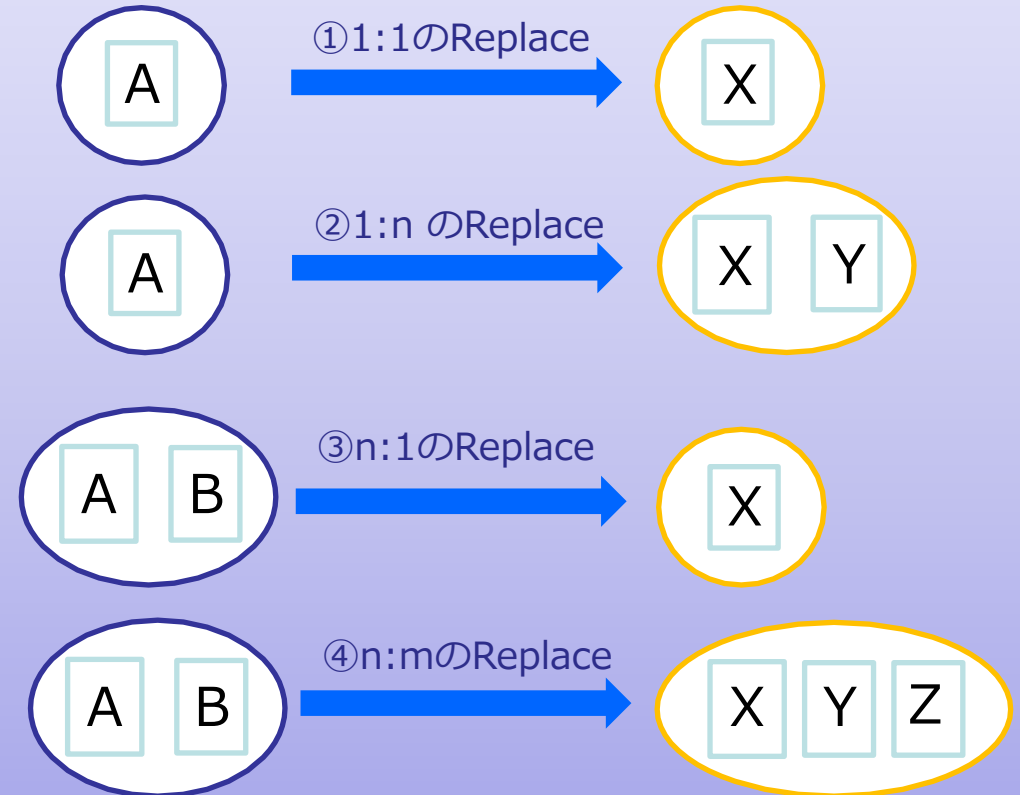 A ①1:1のReplace X
A ②1:n のReplace X Y
A B ③n:1のReplace X
A B ④n:mのReplace X Y Z